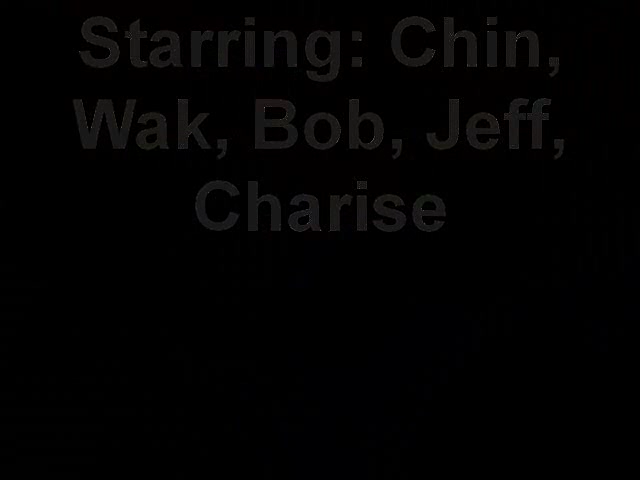 Starring: Chin,
Wak, Bob, Jeff,
Charise